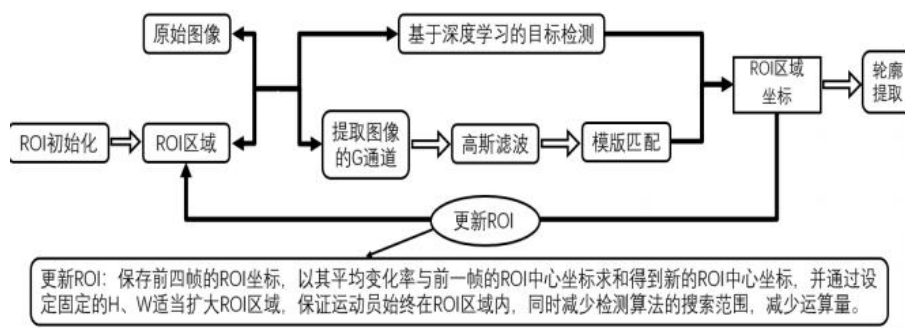 原始图像
基于深度学习的目标检测
ROI区域
坐标
轮廓
提取
ROI初始化
ROI区域
提取图像
的G通道
高斯滤波
模版匹配
更新ROI
更新ROI：保存前四帧的ROI坐标，以其平均变化率与前一帧的ROI中心坐标求和得到新的ROI中心坐标，并通过设
定固定的H、W适当扩大ROI区域，保证运动员始终在ROI区域内，同时减少检测算法的搜索范围，减少运算量。